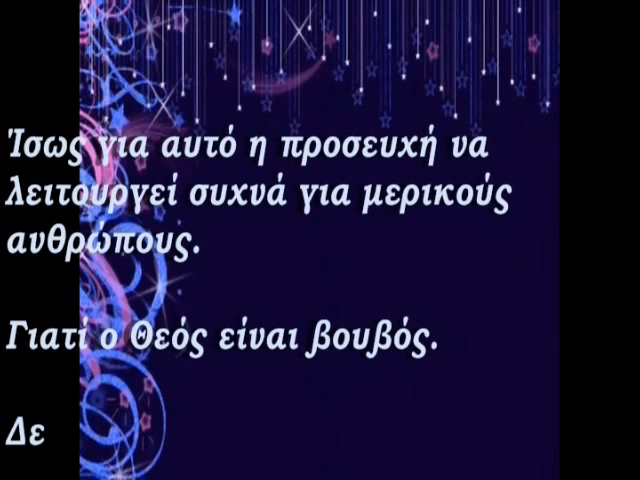 Ίσως για αυτό η προσευχή να
λειτουργεί συχνά για μερικούς
ανθρώπους.
Γιατί ο Θεός είναι βουβός.
Δε